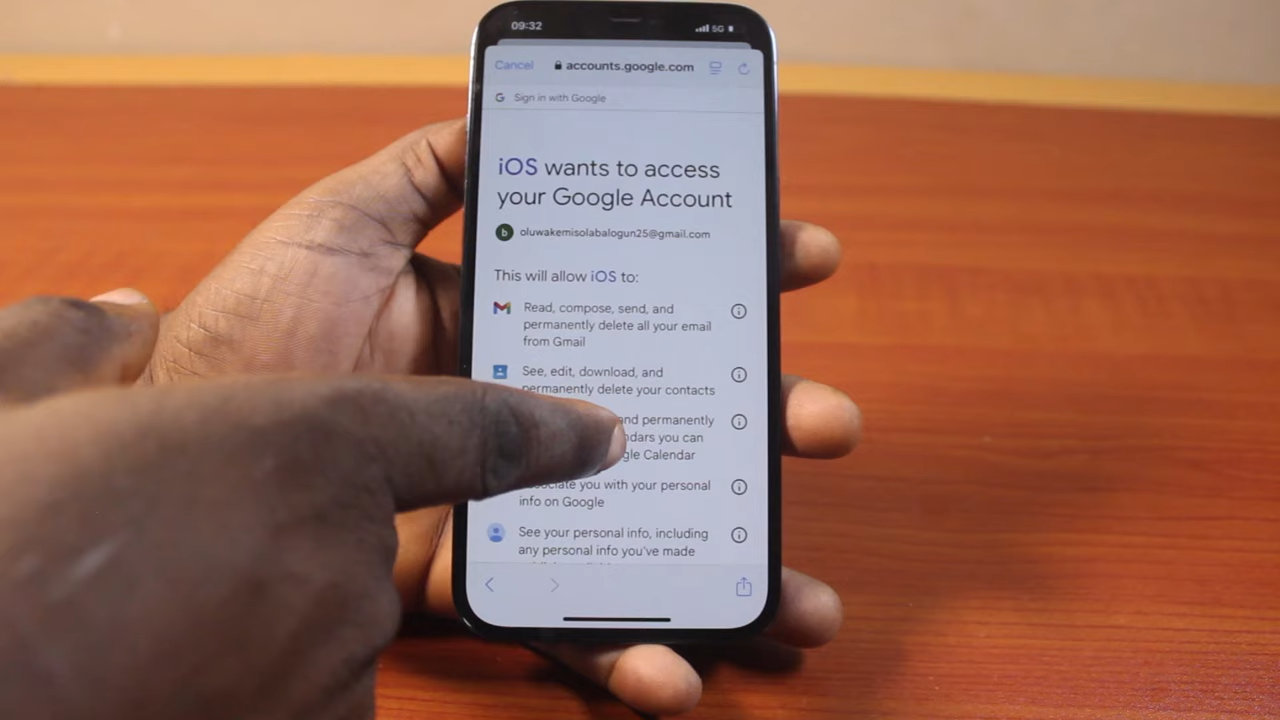 09:32
5G
Cancel
accounts.google.com
Sign in with Google
iOS wants to access
your Google Account
b
oluwakemisolabalogun25@gmail.com
This will allow iOS to:
Read, compose, send, and
permanently delete all your email
from Gmail
See, edit, download, and
permanently delete your contacts
and permanently
you can
Calendar
you with your personal
info on Google
See your personal info, including
any personal info you've made